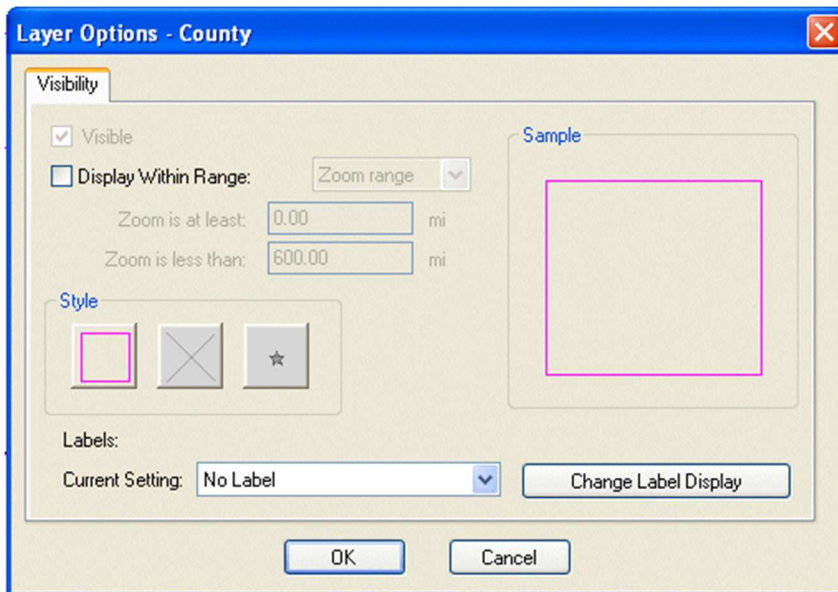 Layer Options - County
Visibility
Visible
Display Within Range:
Zoom range
Zoom is at least:
0.00
mi
Zoom is less than:
600.00
mi
Sample
Style
Labels:
Current Setting:
No Label
Change Label Display
OK
Cancel